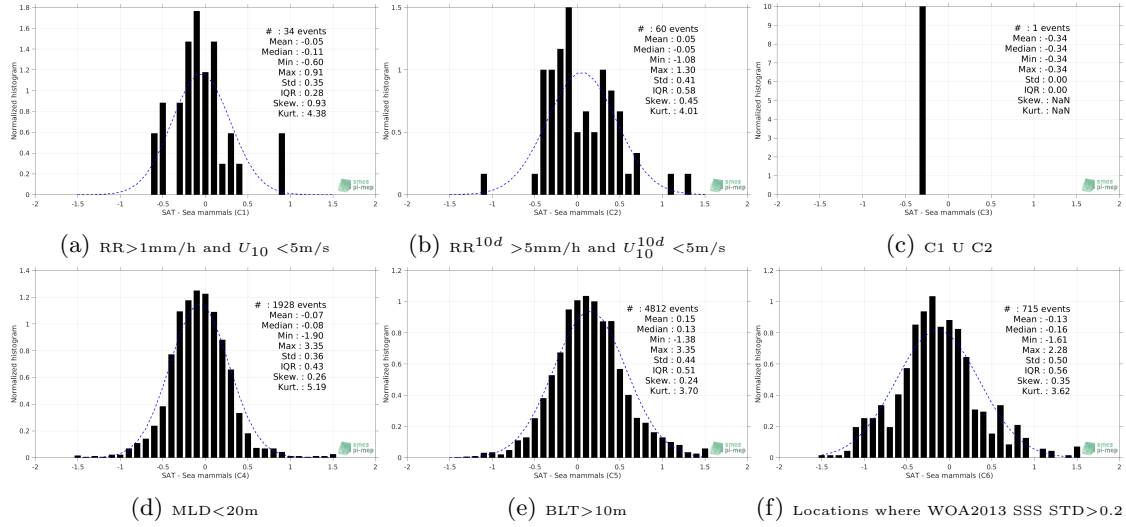 1.8
1.6
1.4
1.2
1.0
0.8
0.6
0.4
0.2
0
Normalized histogram
# : 34 events
Mean : -0.05
Median : -0.11
Min : -0.60
Max : 0.91
Std : 0.35
IQR : 0.28
Skew. : 0.93
Kurt. : 4.38
smos
pi-mep
-2 -1.5 -1 -0.5 0 0.5 1 1.5 2
SAT - Sea mammals (C1)
(a) RR>1mm/h and U10 <5m/s
1.5
1
0.5
0
Normalized histogram
# : 60 events
Mean : 0.05
Median : -0.05
Min : -1.08
Max : 1.30
Std : 0.41
IQR : 0.58
Skew. : 0.45
Kurt. : 4.01
smos
pi-mep
-2 -1.5 -1 -0.5 0 0.5 1 1.5 2
SAT - Sea mammals (C2)
(b) RR10d >5mm/h and U10 10d <5m/s
10
9
8
7
6
5
4
3
2
1
0
Normalized histogram
# : 1 events
Mean : -0.34
Median : -0.34
Min : -0.34
Max : -0.34
Std : 0.00
IQR : 0.00
Skew. : NaN
Kurt. : NaN
smos
pi-mep
-2 -1.5 -1 -0.5 0 0.5 1 1.5 2
SAT - Sea mammals (C3)
(c) C1 U C2
1.4
1.2
1
0.8
0.6
0.4
0.2
0
Normalized histogram
# : 1928 events
Mean : -0.07
Median : -0.08
Min : -1.90
Max : 3.35
Std : 0.36
IQR : 0.43
Skew. : 0.26
Kurt. : 5.19
smos
pi-mep
-2 -1.5 -1 -0.5 0 0.5 1 1.5 2
SAT - Sea mammals (C4)
(d) MLD<20m
1.2
1
0.8
0.6
0.4
0.2
0
Normalized histogram
# : 4812 events
Mean : 0.15
Median : 0.13
Min : -1.38
Max : 3.35
Std : 0.44
IQR : 0.51
Skew. : 0.24
Kurt. : 3.70
smos
pi-mep
-2 -1.5 -1 -0.5 0 0.5 1 1.5 2
SAT - Sea mammals (C5)
(e) BLT>10m
1.2
1
0.8
0.6
0.4
0.2
0
Normalized histogram
# : 715 events
Mean : -0.13
Median : -0.16
Min : -1.61
Max : 2.28
Std : 0.50
IQR : 0.56
Skew. : 0.35
Kurt. : 3.62
smos
pi-mep
-2 -1.5 -1 -0.5 0 0.5 1 1.5 2
SAT - Sea mammals (C6)
(f) Locations where WOA2013 SSS STD>0.2